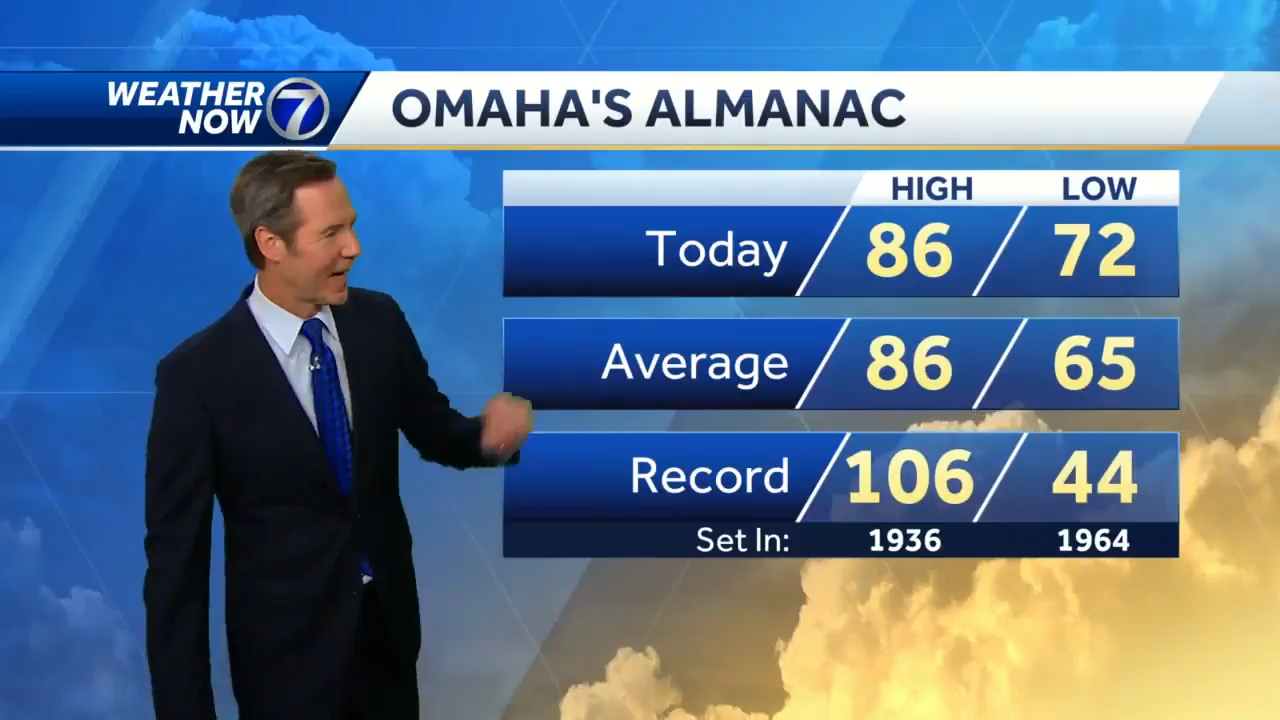 WEATHER
NOW 7
OMAHA'S ALMANAC
HIGH LOW
Today 86 72
Average 86 65
Record 106 44
Set In: 1936 1964